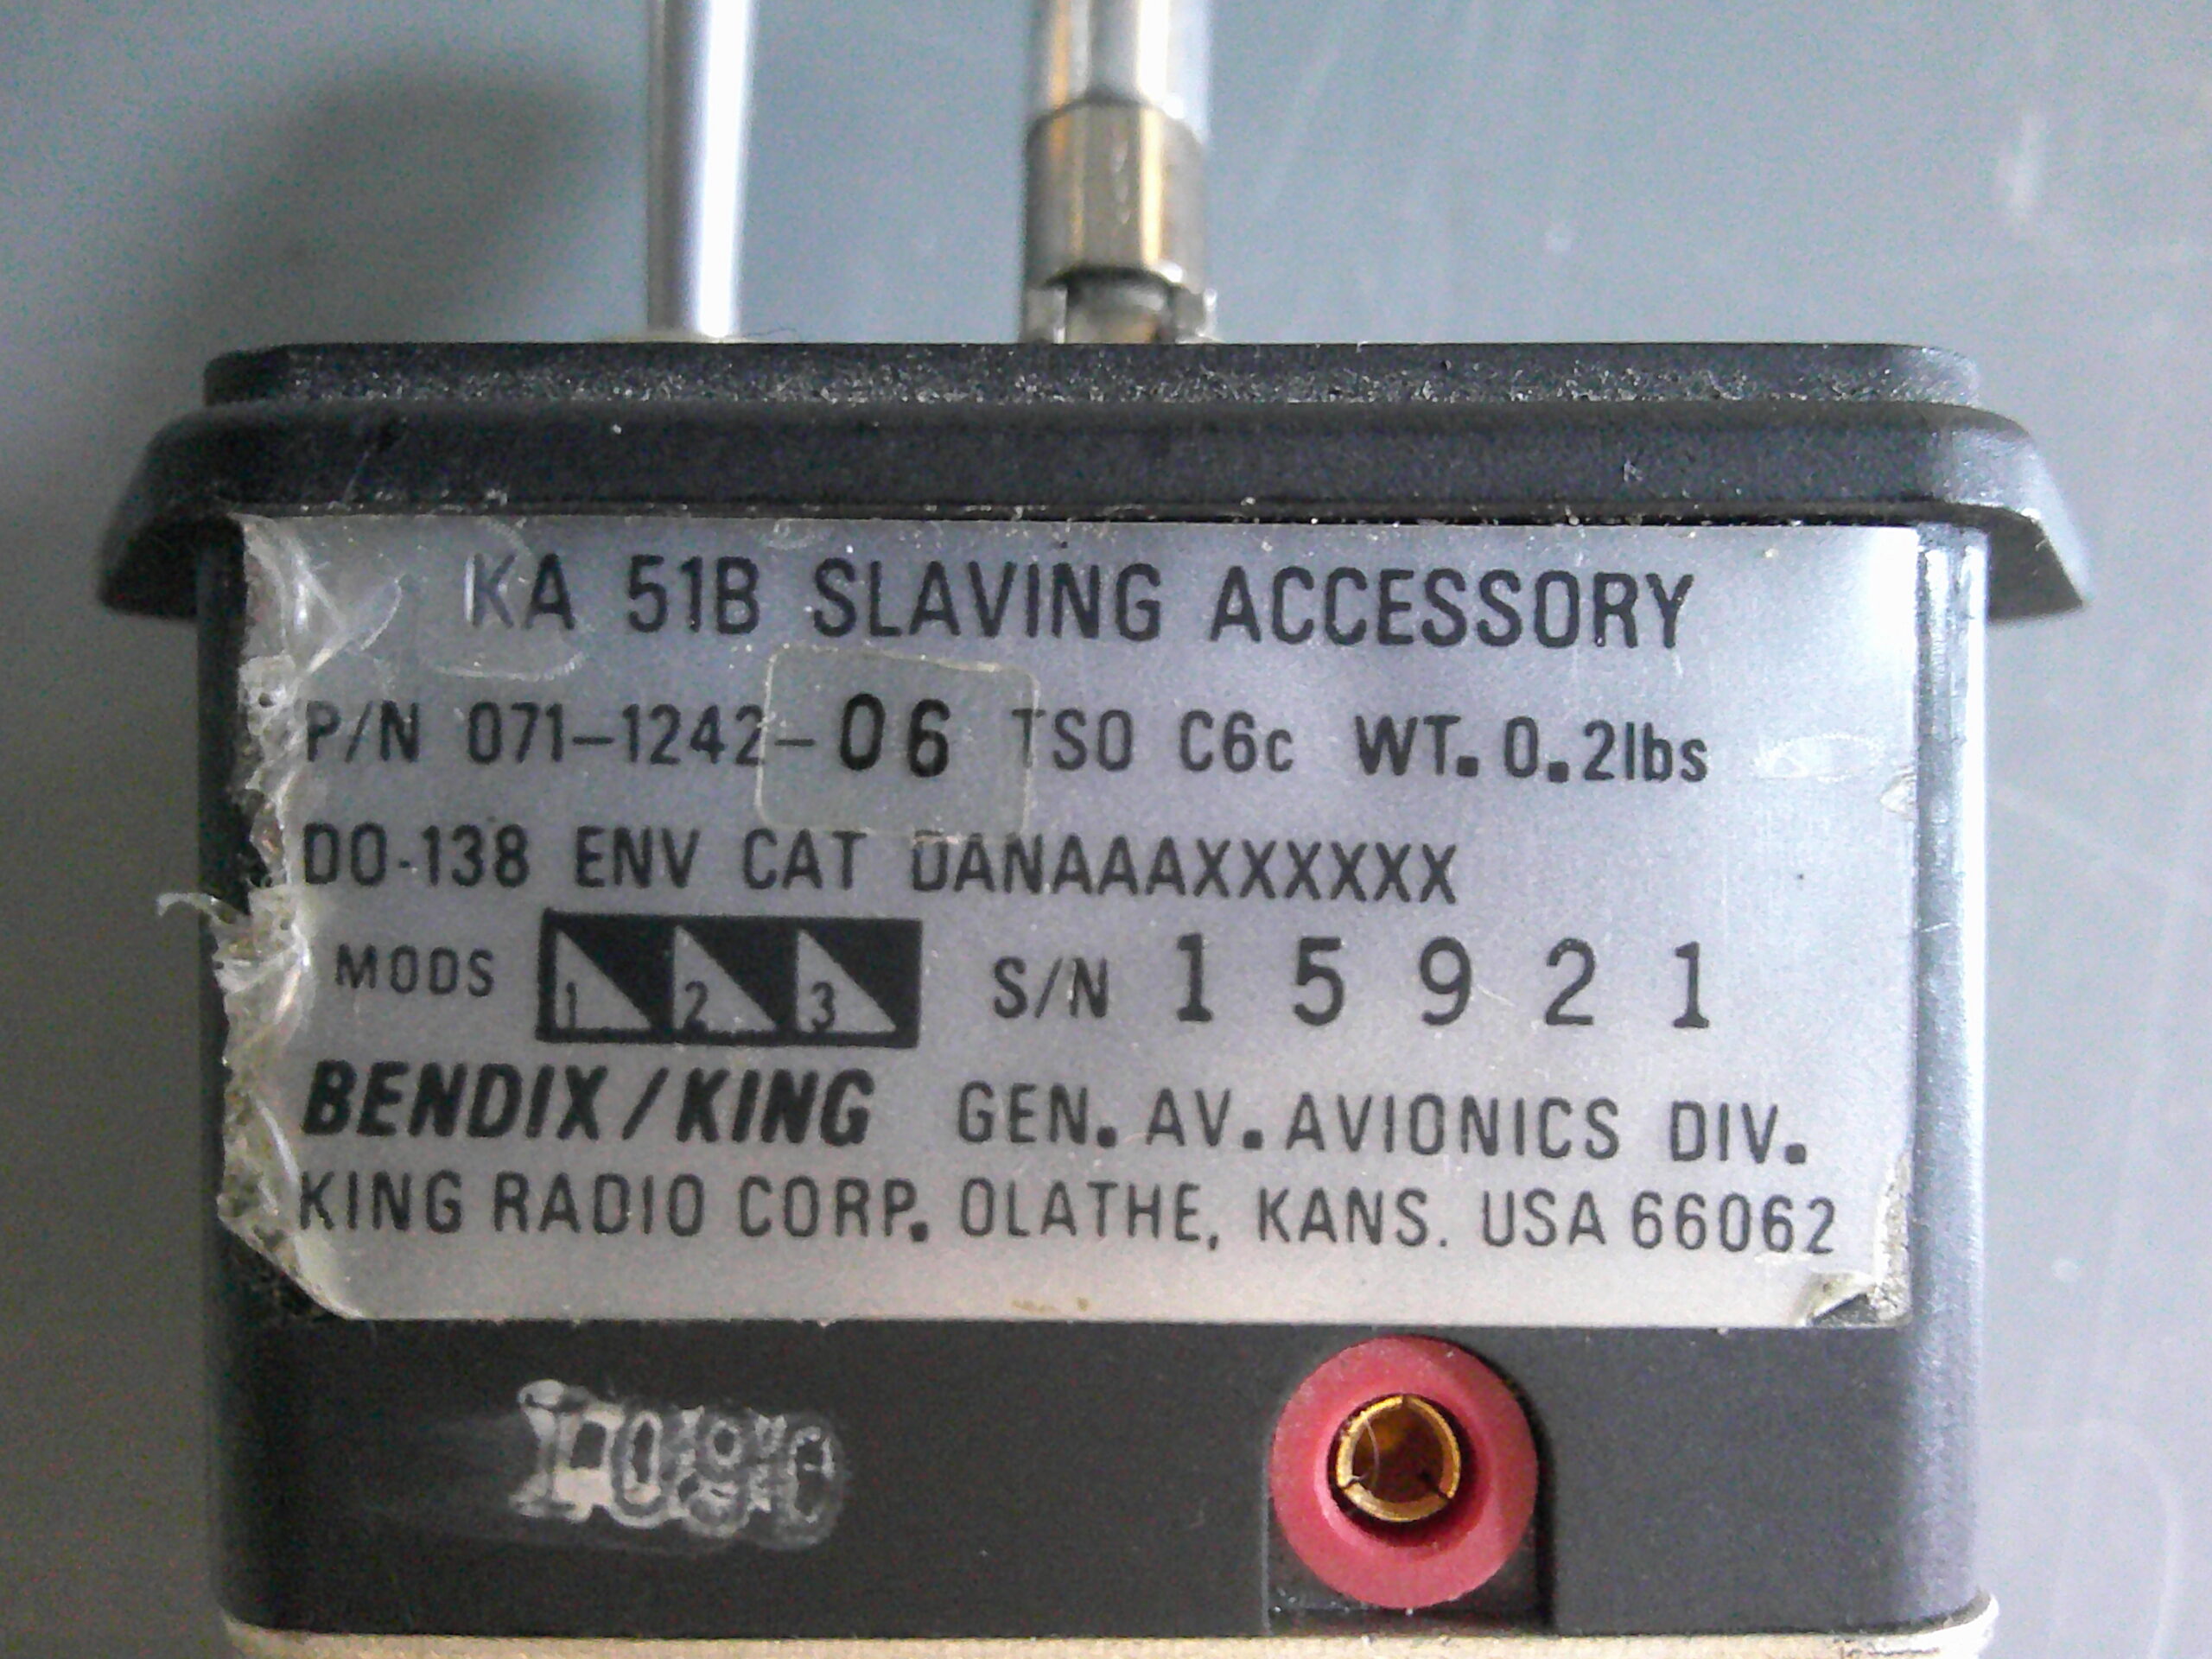 KA 51B SLAVING ACCESSORY
P/N 071-1242-06 TSO C6c WT. 0.2lbs
DO-138 ENV CAT DANAAAXXXXXX
MODS 1 2 3 S/N 15921
BENDIX/KING GEN. AV. AVIONICS DIV.
KING RADIO CORP. OLATHE, KANS. USA 66062